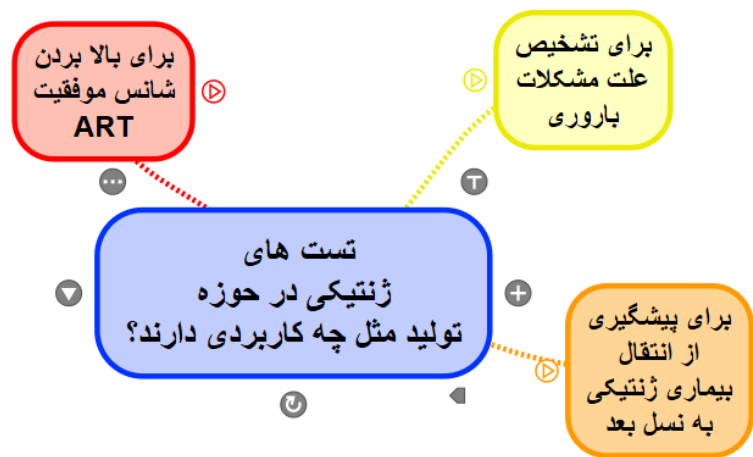 برای تشخیص
علت مشکلات
باروری
برای بالا بردن
شانس موفقیت
ART
تست های
ژنتیکی در حوزه
تولید مثل چه کاربردی دارند؟
برای پیشگیری
از انتقال
بیماری ژنتیکی
به نسل بعد